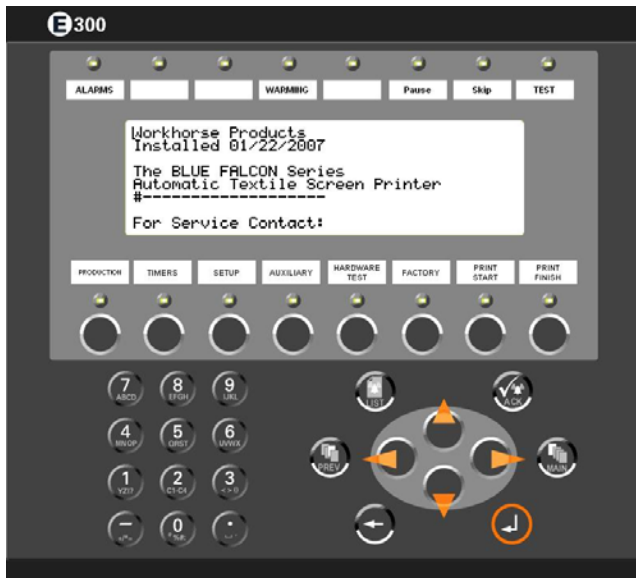 E300
ALARMS WARMING Pause Skip TEST
Workhorse Products
Installed 01/22/2007
The BLUE FALCON Series
Automatic Textile Screen Printer
#--------------------
For Service Contact:
PRODUCTION TIMERS SETUP AUXILIARY HARDWARE TEST FACTORY PRINT START PRINT FINISH
7 ABCD 8 EFGH 9 IJKL LIST ACK
4 MNOP 5 QRST 6 UVWX PREV MAIN
1 YZ!? 2 C1-C4 3 <>()
- 0 .